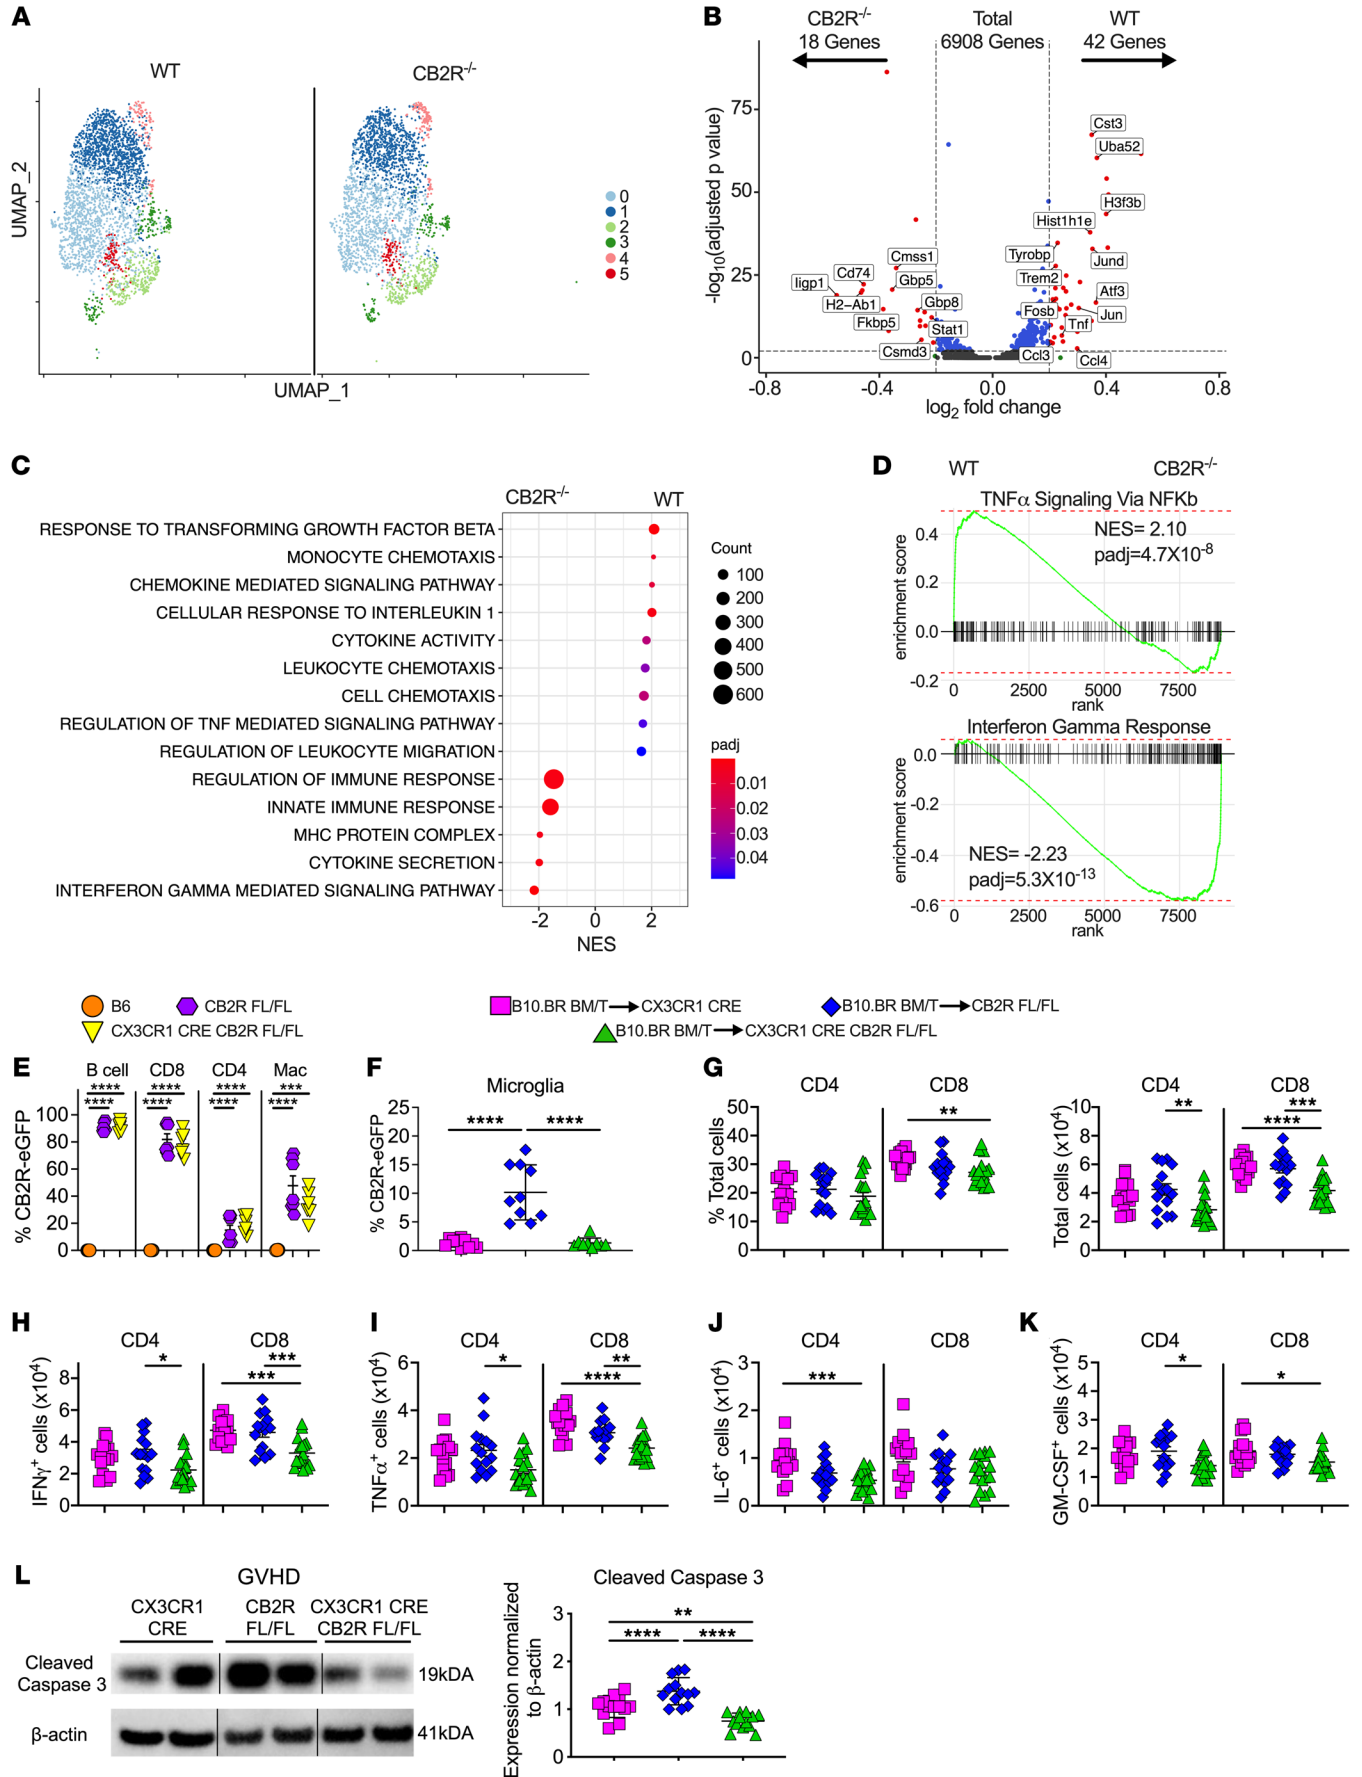 A
WT
CB2R-/-
UMAP_2
UMAP_1
0
1
2
3
4
5
B
CB2R-/-
18 Genes
Total
6908 Genes
WT
42 Genes
-log10(adjusted p value)
75
50
25
0
Cst3
Uba52
H3f3b
Hist1h1e
Tyrobp
Jund
Trem2
Atf3
Fosb
Jun
Tnf
Ccl3
Ccl4
Cmss1
Cd74
Gbp5
Iigp1
H2-Ab1
Gbp8
Fkbp5
Stat1
Csmd3
-0.8
-0.4
0.0
0.4
0.8
log2 fold change
C
CB2R-/-
WT
RESPONSE TO TRANSFORMING GROWTH FACTOR BETA
MONOCYTE CHEMOTAXIS
CHEMOKINE MEDIATED SIGNALING PATHWAY
CELLULAR RESPONSE TO INTERLEUKIN 1
CYTOKINE ACTIVITY
LEUKOCYTE CHEMOTAXIS
CELL CHEMOTAXIS
REGULATION OF TNF MEDIATED SIGNALING PATHWAY
REGULATION OF LEUKOCYTE MIGRATION
REGULATION OF IMMUNE RESPONSE
INNATE IMMUNE RESPONSE
MHC PROTEIN COMPLEX
CYTOKINE SECRETION
INTERFERON GAMMA MEDIATED SIGNALING PATHWAY
-2
0
2
NES
Count
100
200
300
400
500
600
padj
0.01
0.02
0.03
0.04
D
WT
CB2R-/-
TNFα Signaling Via NFKb
NES= 2.10
padj=4.7X10-8
enrichment score
0.4
0.2
0.0
-0.2
0
2500
5000
7500
rank
Interferon Gamma Response
NES= -2.23
padj=5.3X10-13
enrichment score
0.0
-0.2
-0.4
-0.6
0
2500
5000
7500
rank
B6
CB2R FL/FL
CX3CR1 CRE CB2R FL/FL
B10.BR BM/T→CX3CR1 CRE
B10.BR BM/T→CB2R FL/FL
B10.BR BM/T→CX3CR1 CRE CB2R FL/FL
E
B cell
CD8
CD4
Mac
****
****
****
***
****
****
****
****
% CB2R-eGFP
100
80
60
40
20
0
F
Microglia
****
****
% CB2R-eGFP
25
20
15
10
5
0
G
CD4
CD8
**
% Total cells
50
40
30
20
10
0
CD4
CD8
**
***
****
Total cells (x10^4)
10
8
6
4
2
0
H
CD4
CD8
*
***
***
IFNγ+ cells (x10^4)
8
6
4
2
0
I
CD4
CD8
*
**
****
TNFα+ cells (x10^4)
6
4
2
0
J
CD4
CD8
***
IL-6+ cells (x10^4)
3
2
1
0
K
CD4
CD8
*
*
GM-CSF+ cells (x10^4)
5
4
3
2
1
0
L
GVHD
CX3CR1
CRE
CB2R
FL/FL
CX3CR1 CRE
CB2R FL/FL
Cleaved
Caspase 3
19kDA
β-actin
41kDA
Cleaved Caspase 3
**
****
****
Expression normalized
to β-actin
3
2
1
0